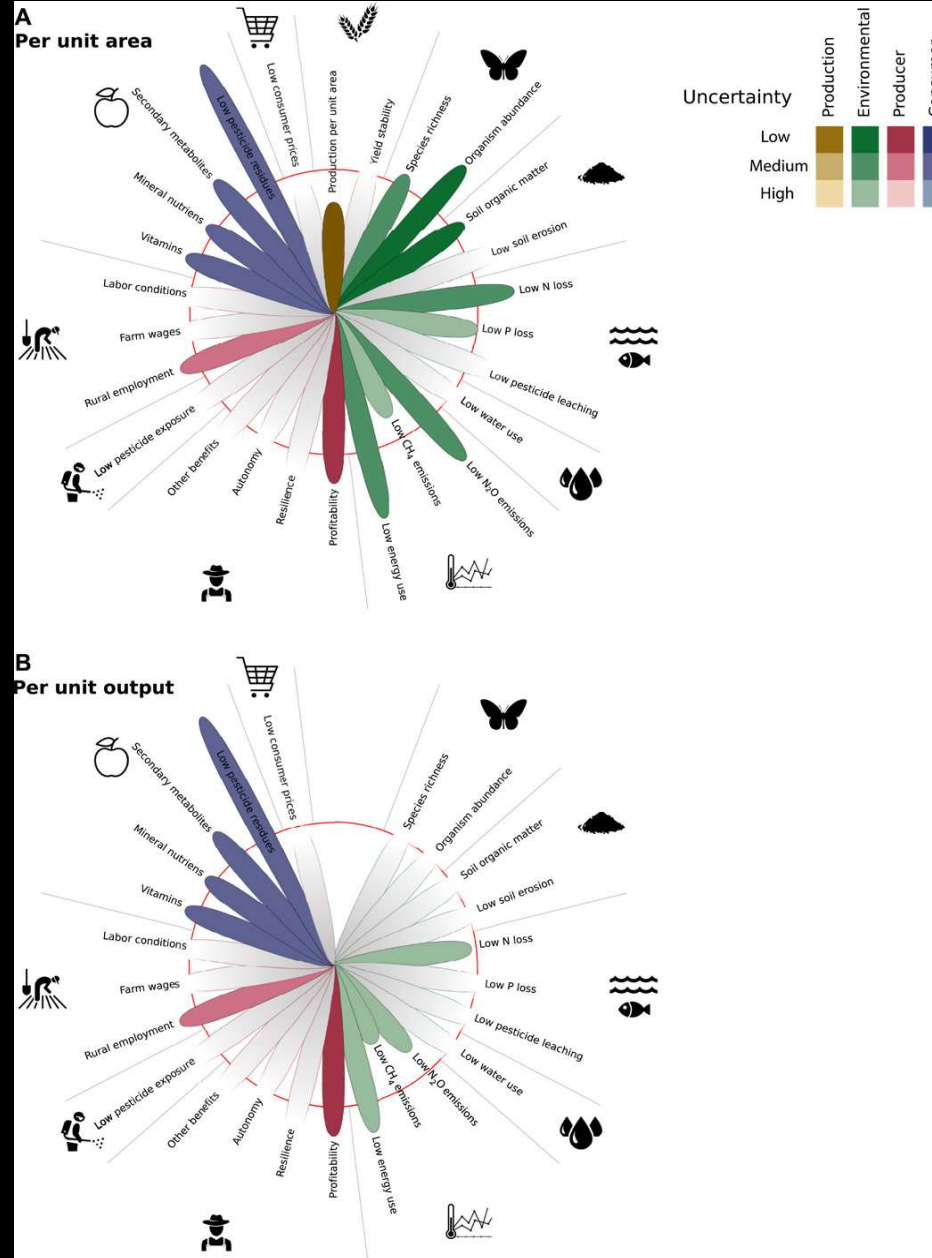 A
Per unit area
Uncertainty
Production
Environmental
Producer
Low
Medium
High
Low consumer prices
Production per unit area
Yield stability
Species richness
Organism abundance
Soil organic matter
Low soil erosion
Low N loss
Low P loss
Low pesticide leaching
Low water use
Low N₂O emissions
Low CH₄ emissions
Low energy use
Profitability
Resilience
Autonomy
Other benefits
Low pesticide exposure
Rural employment
Farm wages
Labor conditions
Vitamins
Mineral nutriens
Secondary metabolites
Low pesticide residues
B
Per unit output
Low consumer prices
Species richness
Organism abundance
Soil organic matter
Low soil erosion
Low N loss
Low P loss
Low pesticide leaching
Low water use
Low N₂O emissions
Low CH₄ emissions
Low energy use
Profitability
Resilience
Autonomy
Other benefits
Low pesticide exposure
Rural employment
Farm wages
Labor conditions
Vitamins
Mineral nutriens
Secondary metabolites
Low pesticide residues